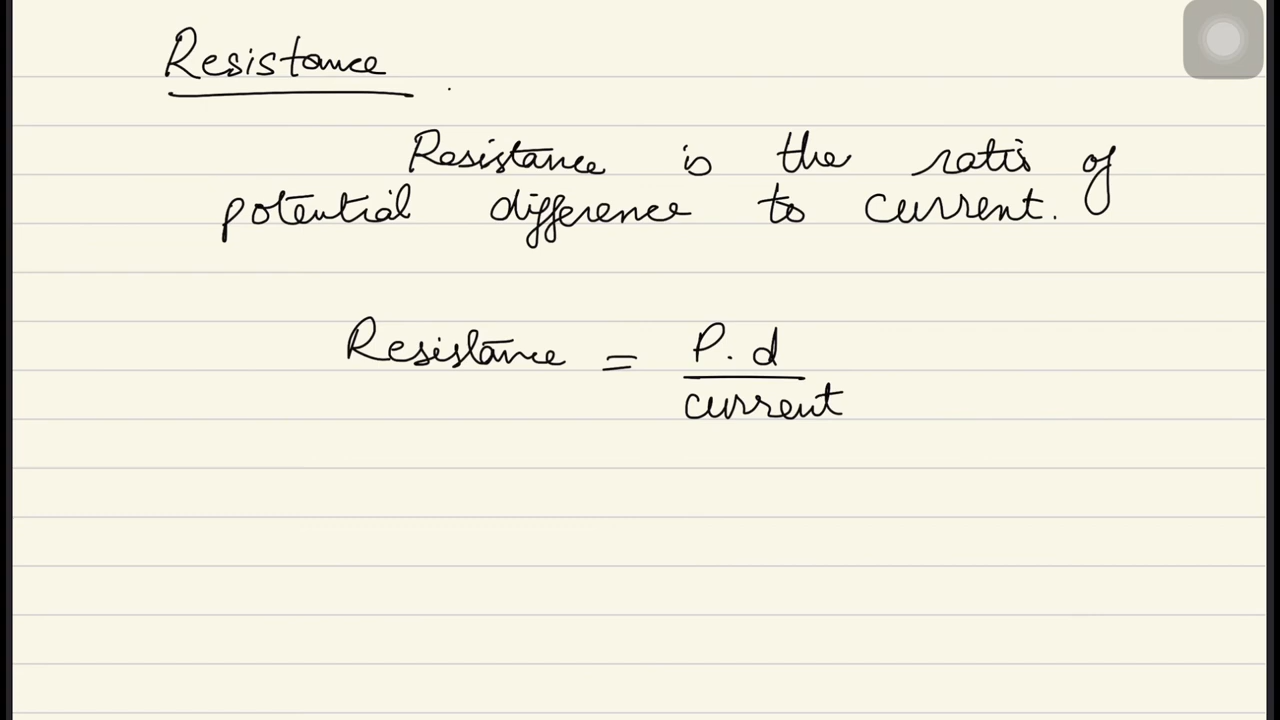 Resistance
Resistance is the ratio of
potential difference to current.
Resistance = P.d
current